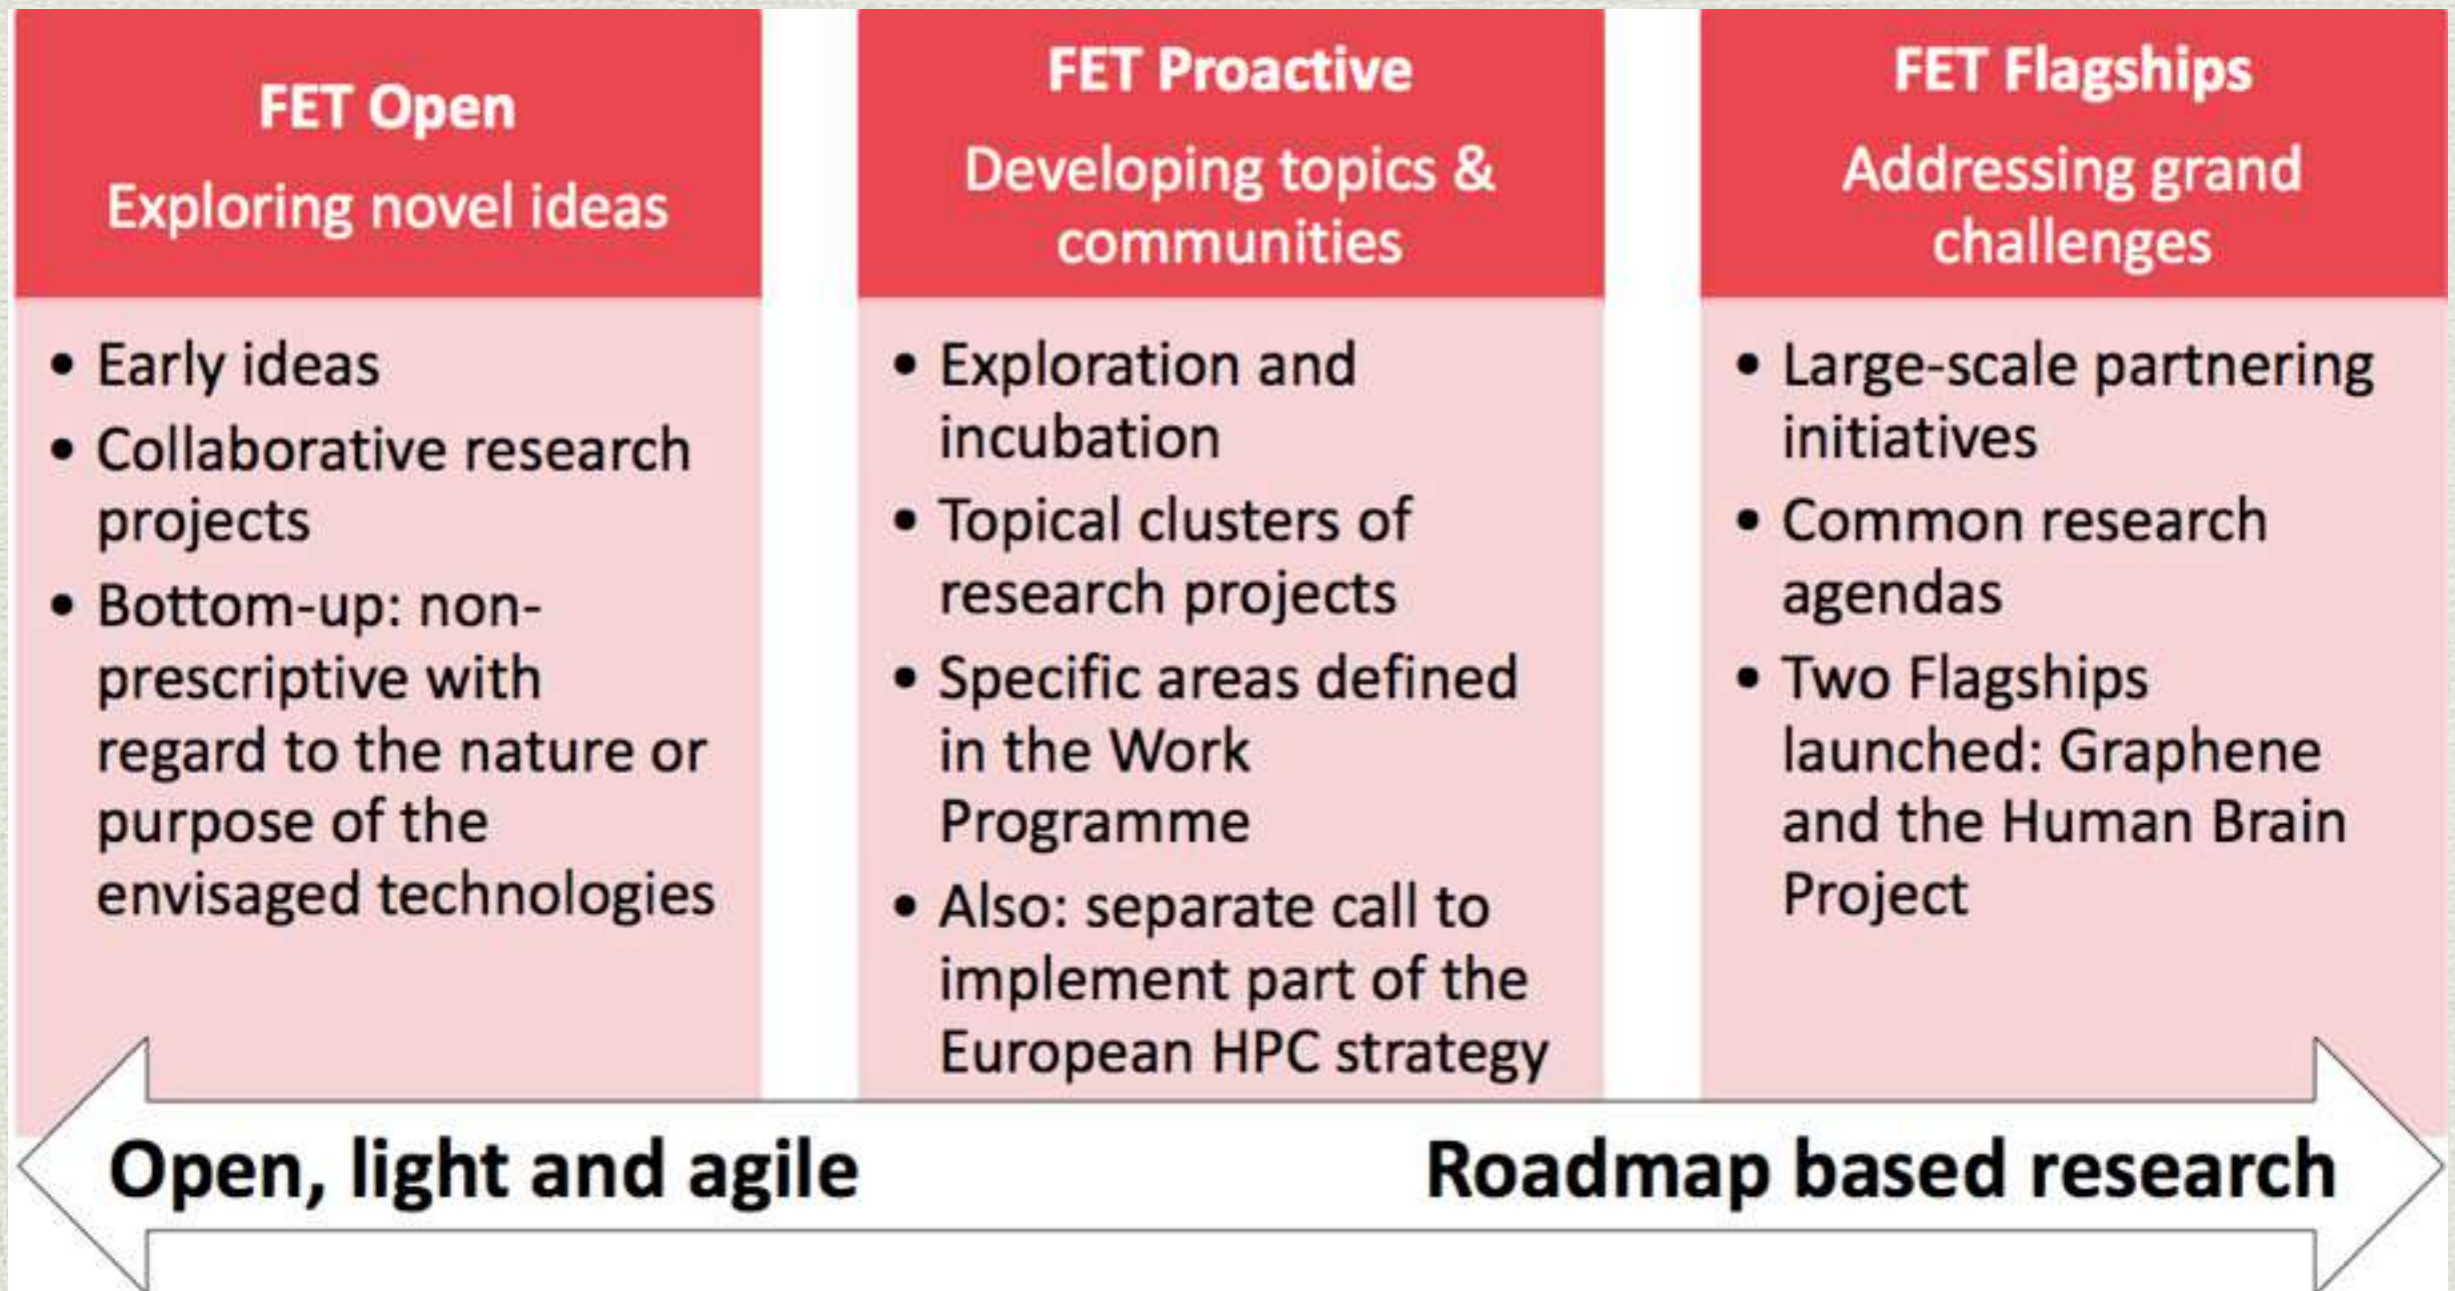 FET Open
Exploring novel ideas
• Early ideas
• Collaborative research
projects
• Bottom-up: non-
prescriptive with
regard to the nature or
purpose of the
envisaged technologies
FET Proactive
Developing topics &
communities
• Exploration and
incubation
• Topical clusters of
research projects
• Specific areas defined
in the Work
Programme
• Also: separate call to
implement part of the
European HPC strategy
FET Flagships
Addressing grand
challenges
• Large-scale partnering
initiatives
• Common research
agendas
• Two Flagships
launched: Graphene
and the Human Brain
Project
Open, light and agile
Roadmap based research